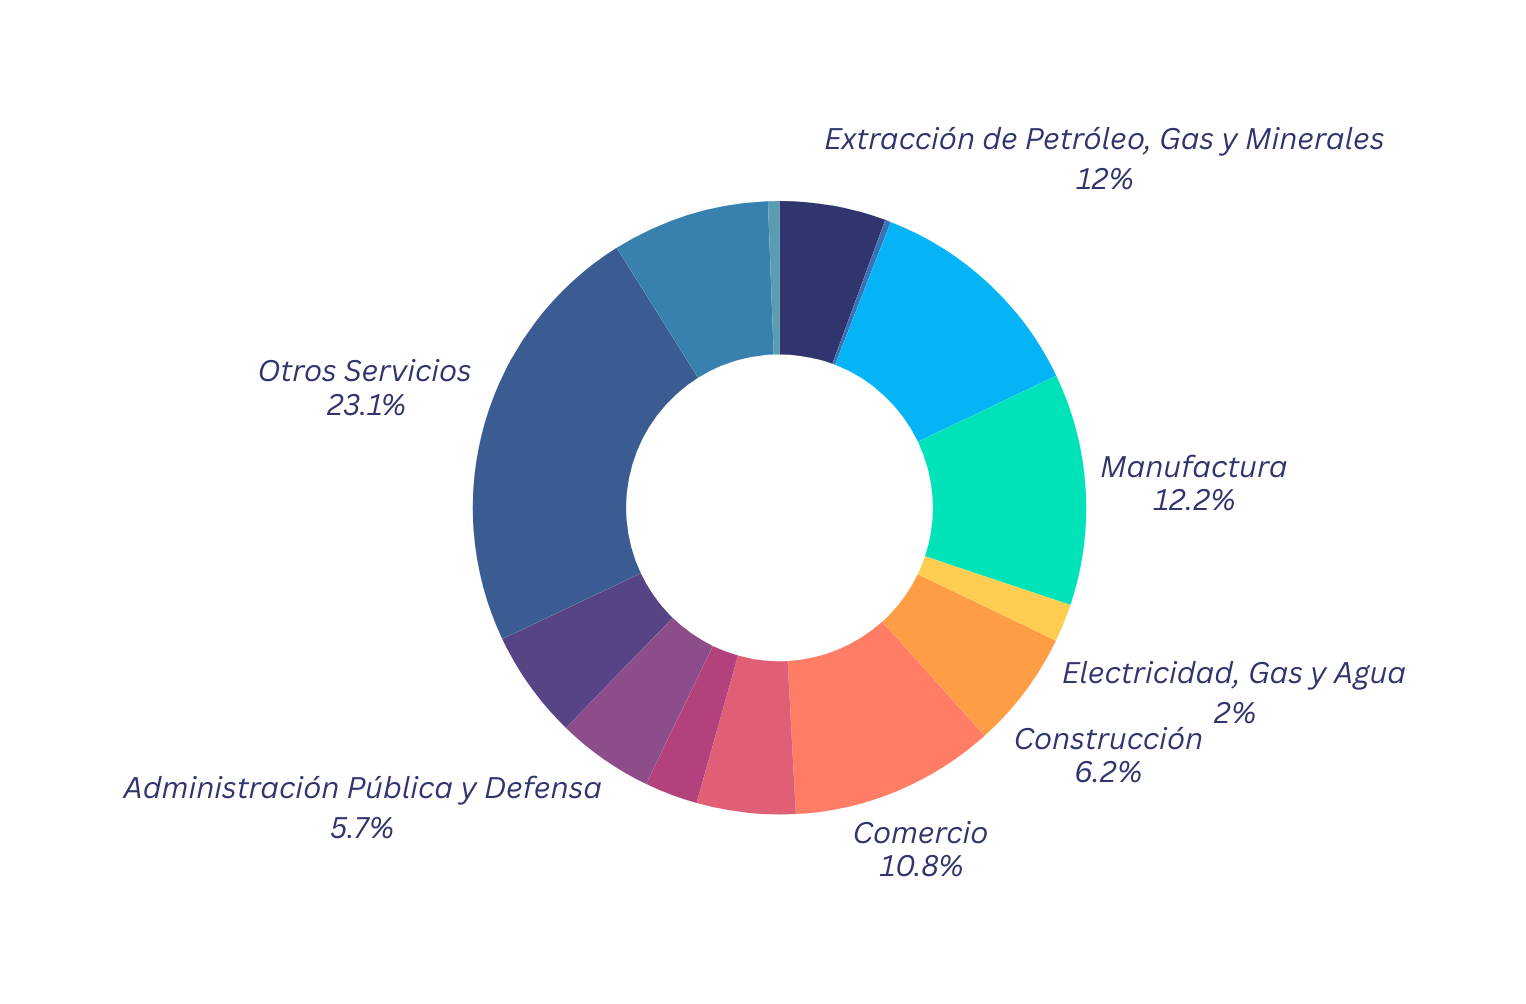 Extracción de Petróleo, Gas y Minerales
12%
Otros Servicios
23.1%
Manufactura
12.2%
Electricidad, Gas y Agua
2%
Construcción
6.2%
Administración Pública y Defensa
5.7%
Comercio
10.8%